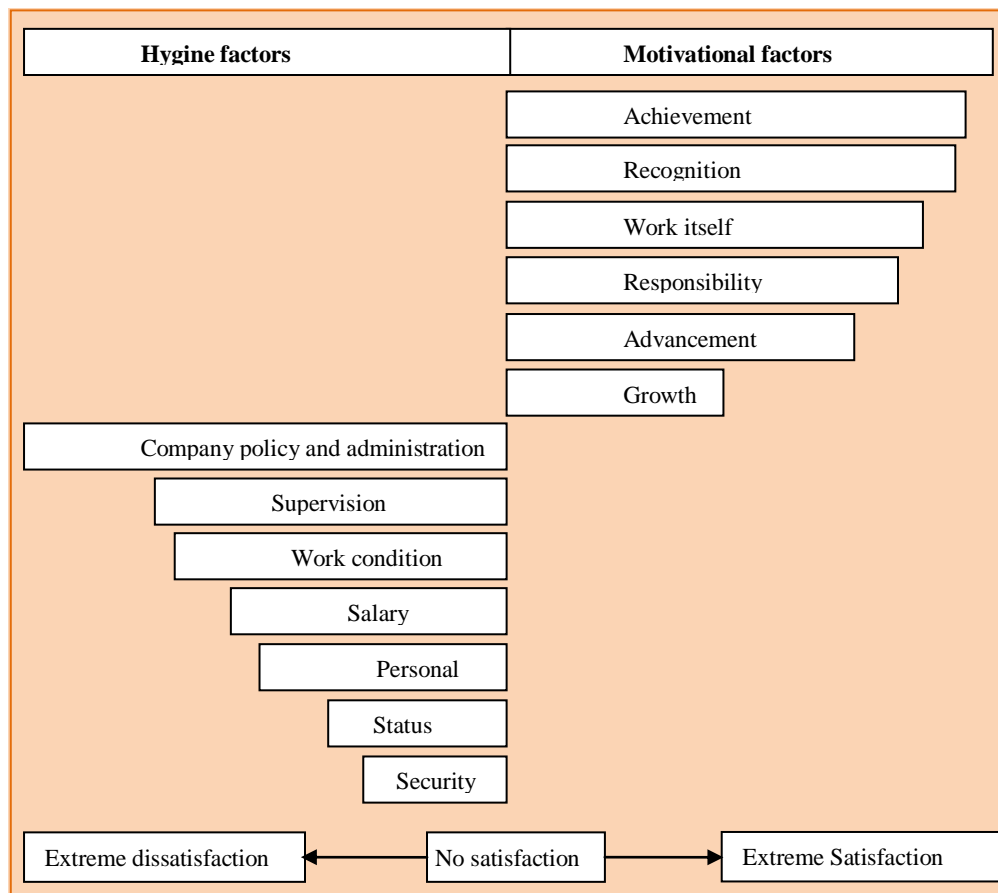 Hygine factors
Motivational factors
Achievement
Recognition
Work itself
Responsibility
Advancement
Growth
Company policy and administration
Supervision
Work condition
Salary
Personal
Status
Security
Extreme dissatisfaction
No satisfaction
Extreme Satisfaction